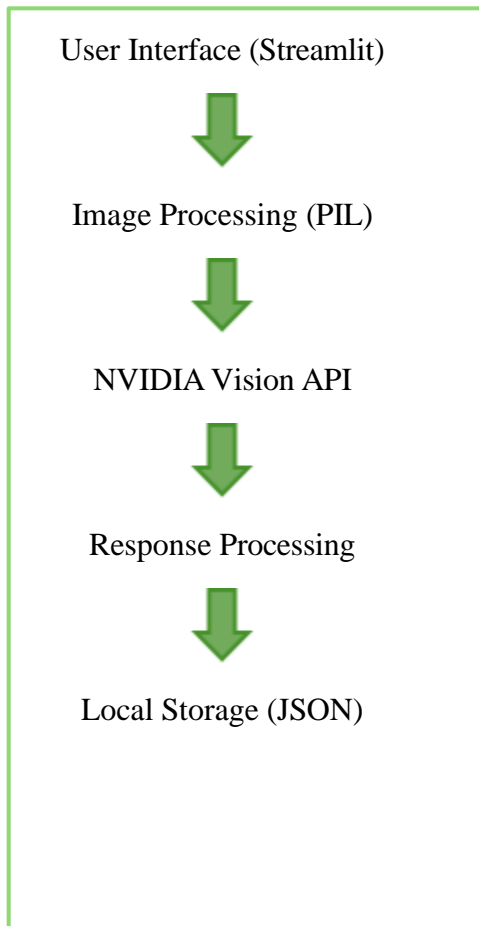 User Interface (Streamlit)
Image Processing (PIL)
NVIDIA Vision API
Response Processing
Local Storage (JSON)